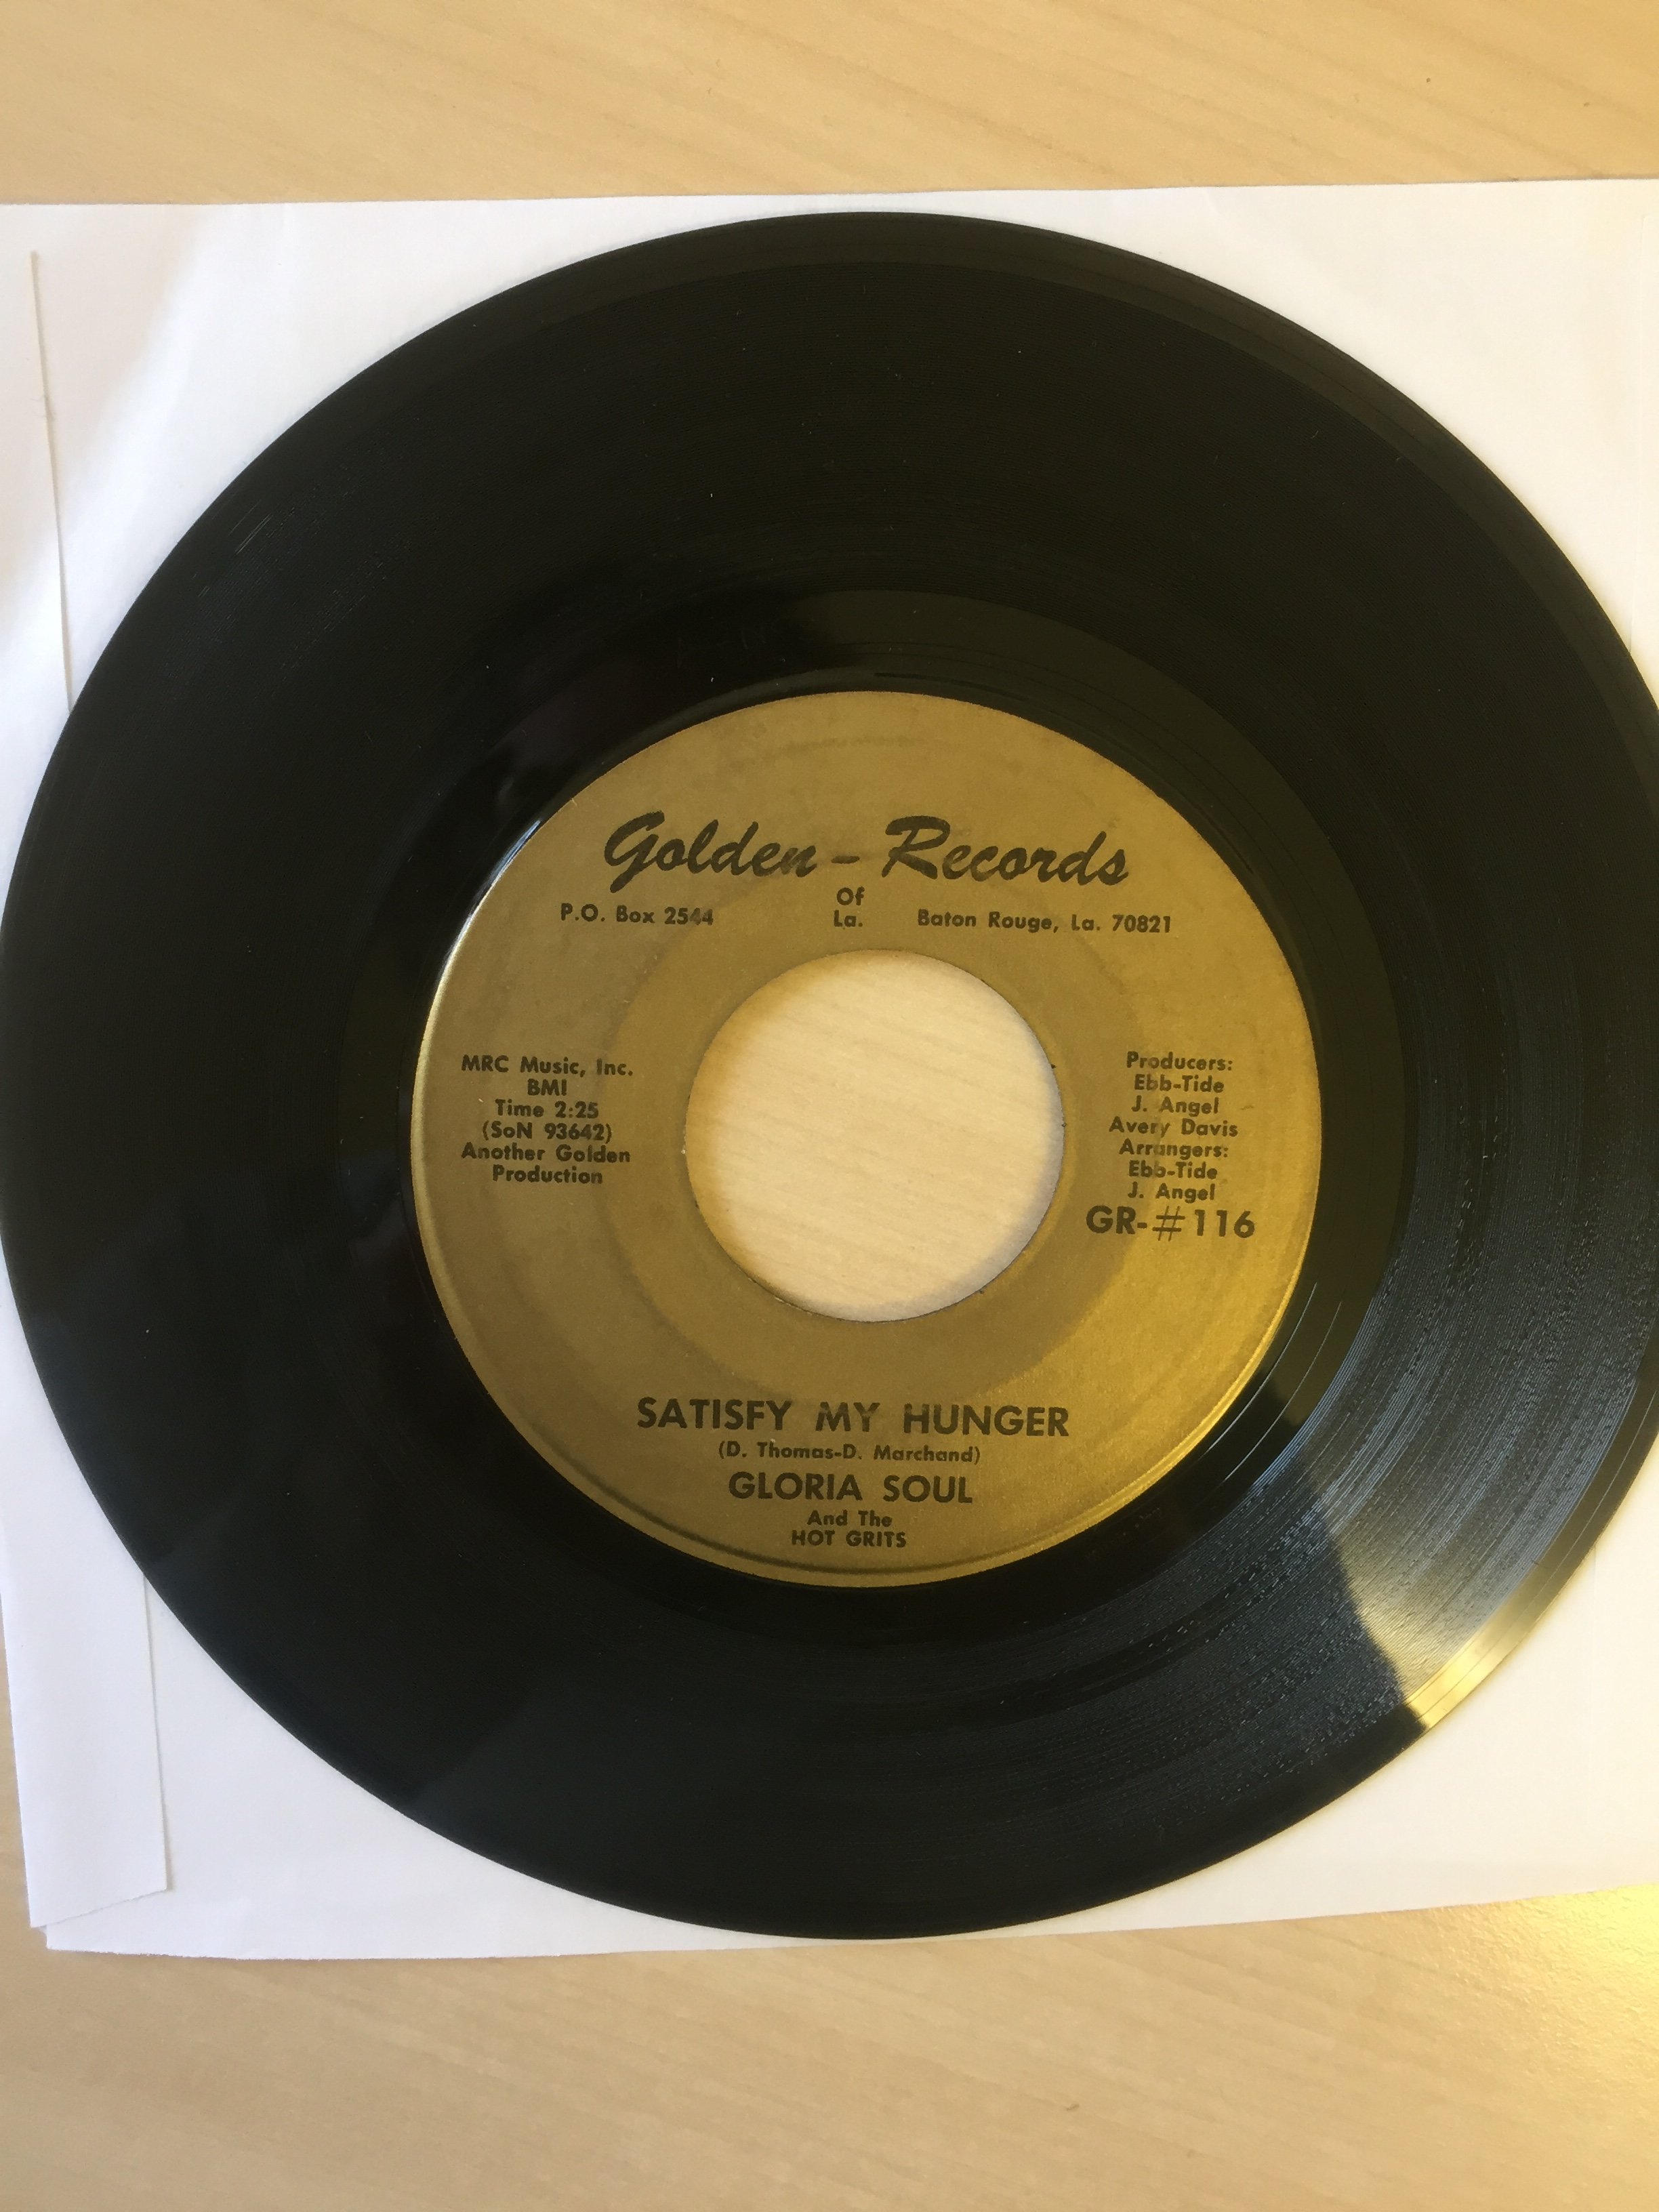 Golden - Records
Of
P.O. Box 2544 La. Baton Rouge, La. 70821
MRC Music, Inc.
BMI
Time 2:25
(SoN 93642)
Another Golden
Production
Producers:
Ebb-Tide
J. Angel
Avery Davis
Arrangers:
Ebb-Tide
J. Angel
GR-#116
SATISFY MY HUNGER
(D. Thomas-D. Marchand)
GLORIA SOUL
And The
HOT GRITS